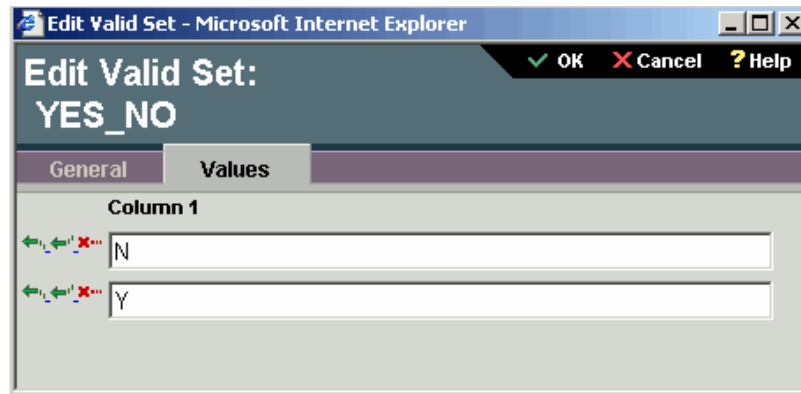 Edit Valid Set - Microsoft Internet Explorer
OK Cancel ? Help
Edit Valid Set:
YES_NO
General Values
Column 1
N
Y